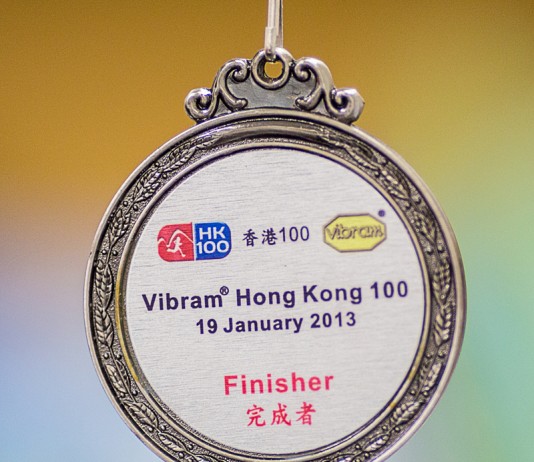 HK
100
香港100
Vibram®
Vibram® Hong Kong 100
19 January 2013
Finisher
完成者